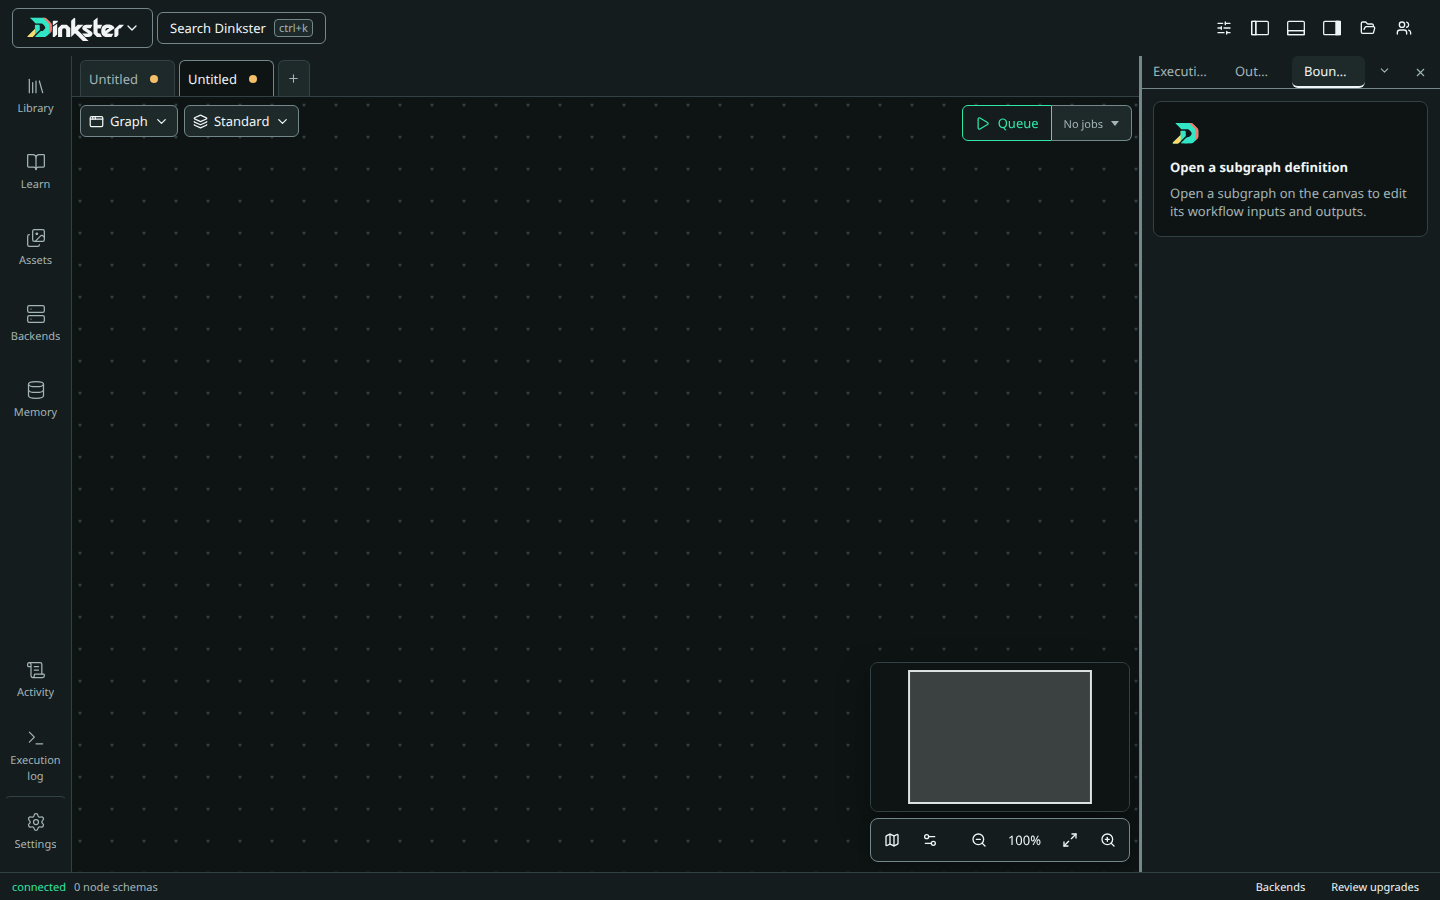 Dinkster
Search Dinkster ctrl+k
Library
Learn
Assets
Backends
Memory
Activity
Execution
log
Settings
Untitled
Untitled
Graph
Standard
Queue
No jobs
100%
Executi...
Out...
Boun...
Open a subgraph definition
Open a subgraph on the canvas to edit
its workflow inputs and outputs.
connected 0 node schemas
Backends
Review upgrades